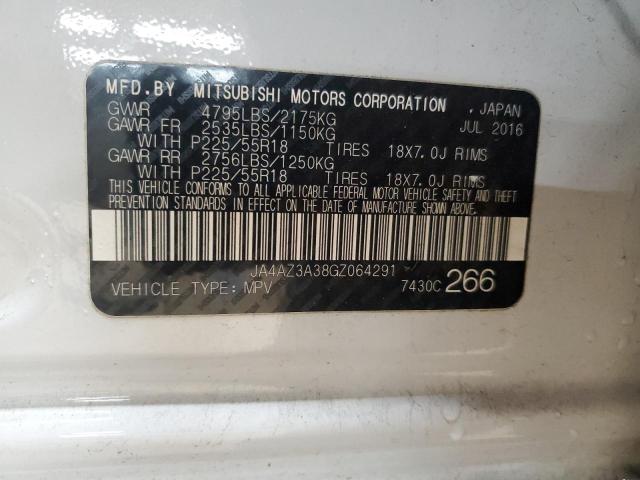 MFD.BY MITSUBISHI MOTORS CORPORATION , JAPAN
GVWR 4795LBS/2175KG JUL 2016
GAWR FR 2535LBS/1150KG
WITH P225/55R18 TIRES 18X7.0J RIMS
GAWR RR 2756LBS/1250KG
WITH P225/55R18 TIRES 18X7.0J RIMS
THIS VEHICLE CONFORMS TO ALL APPLICABLE FEDERAL MOTOR VEHICLE SAFETY AND THEFT
PREVENTION STANDARDS IN EFFECT ON THE DATE OF MANUFACTURE SHOWN ABOVE.
JA4AZ3A38GZ064291
VEHICLE TYPE: MPV 7430C 266